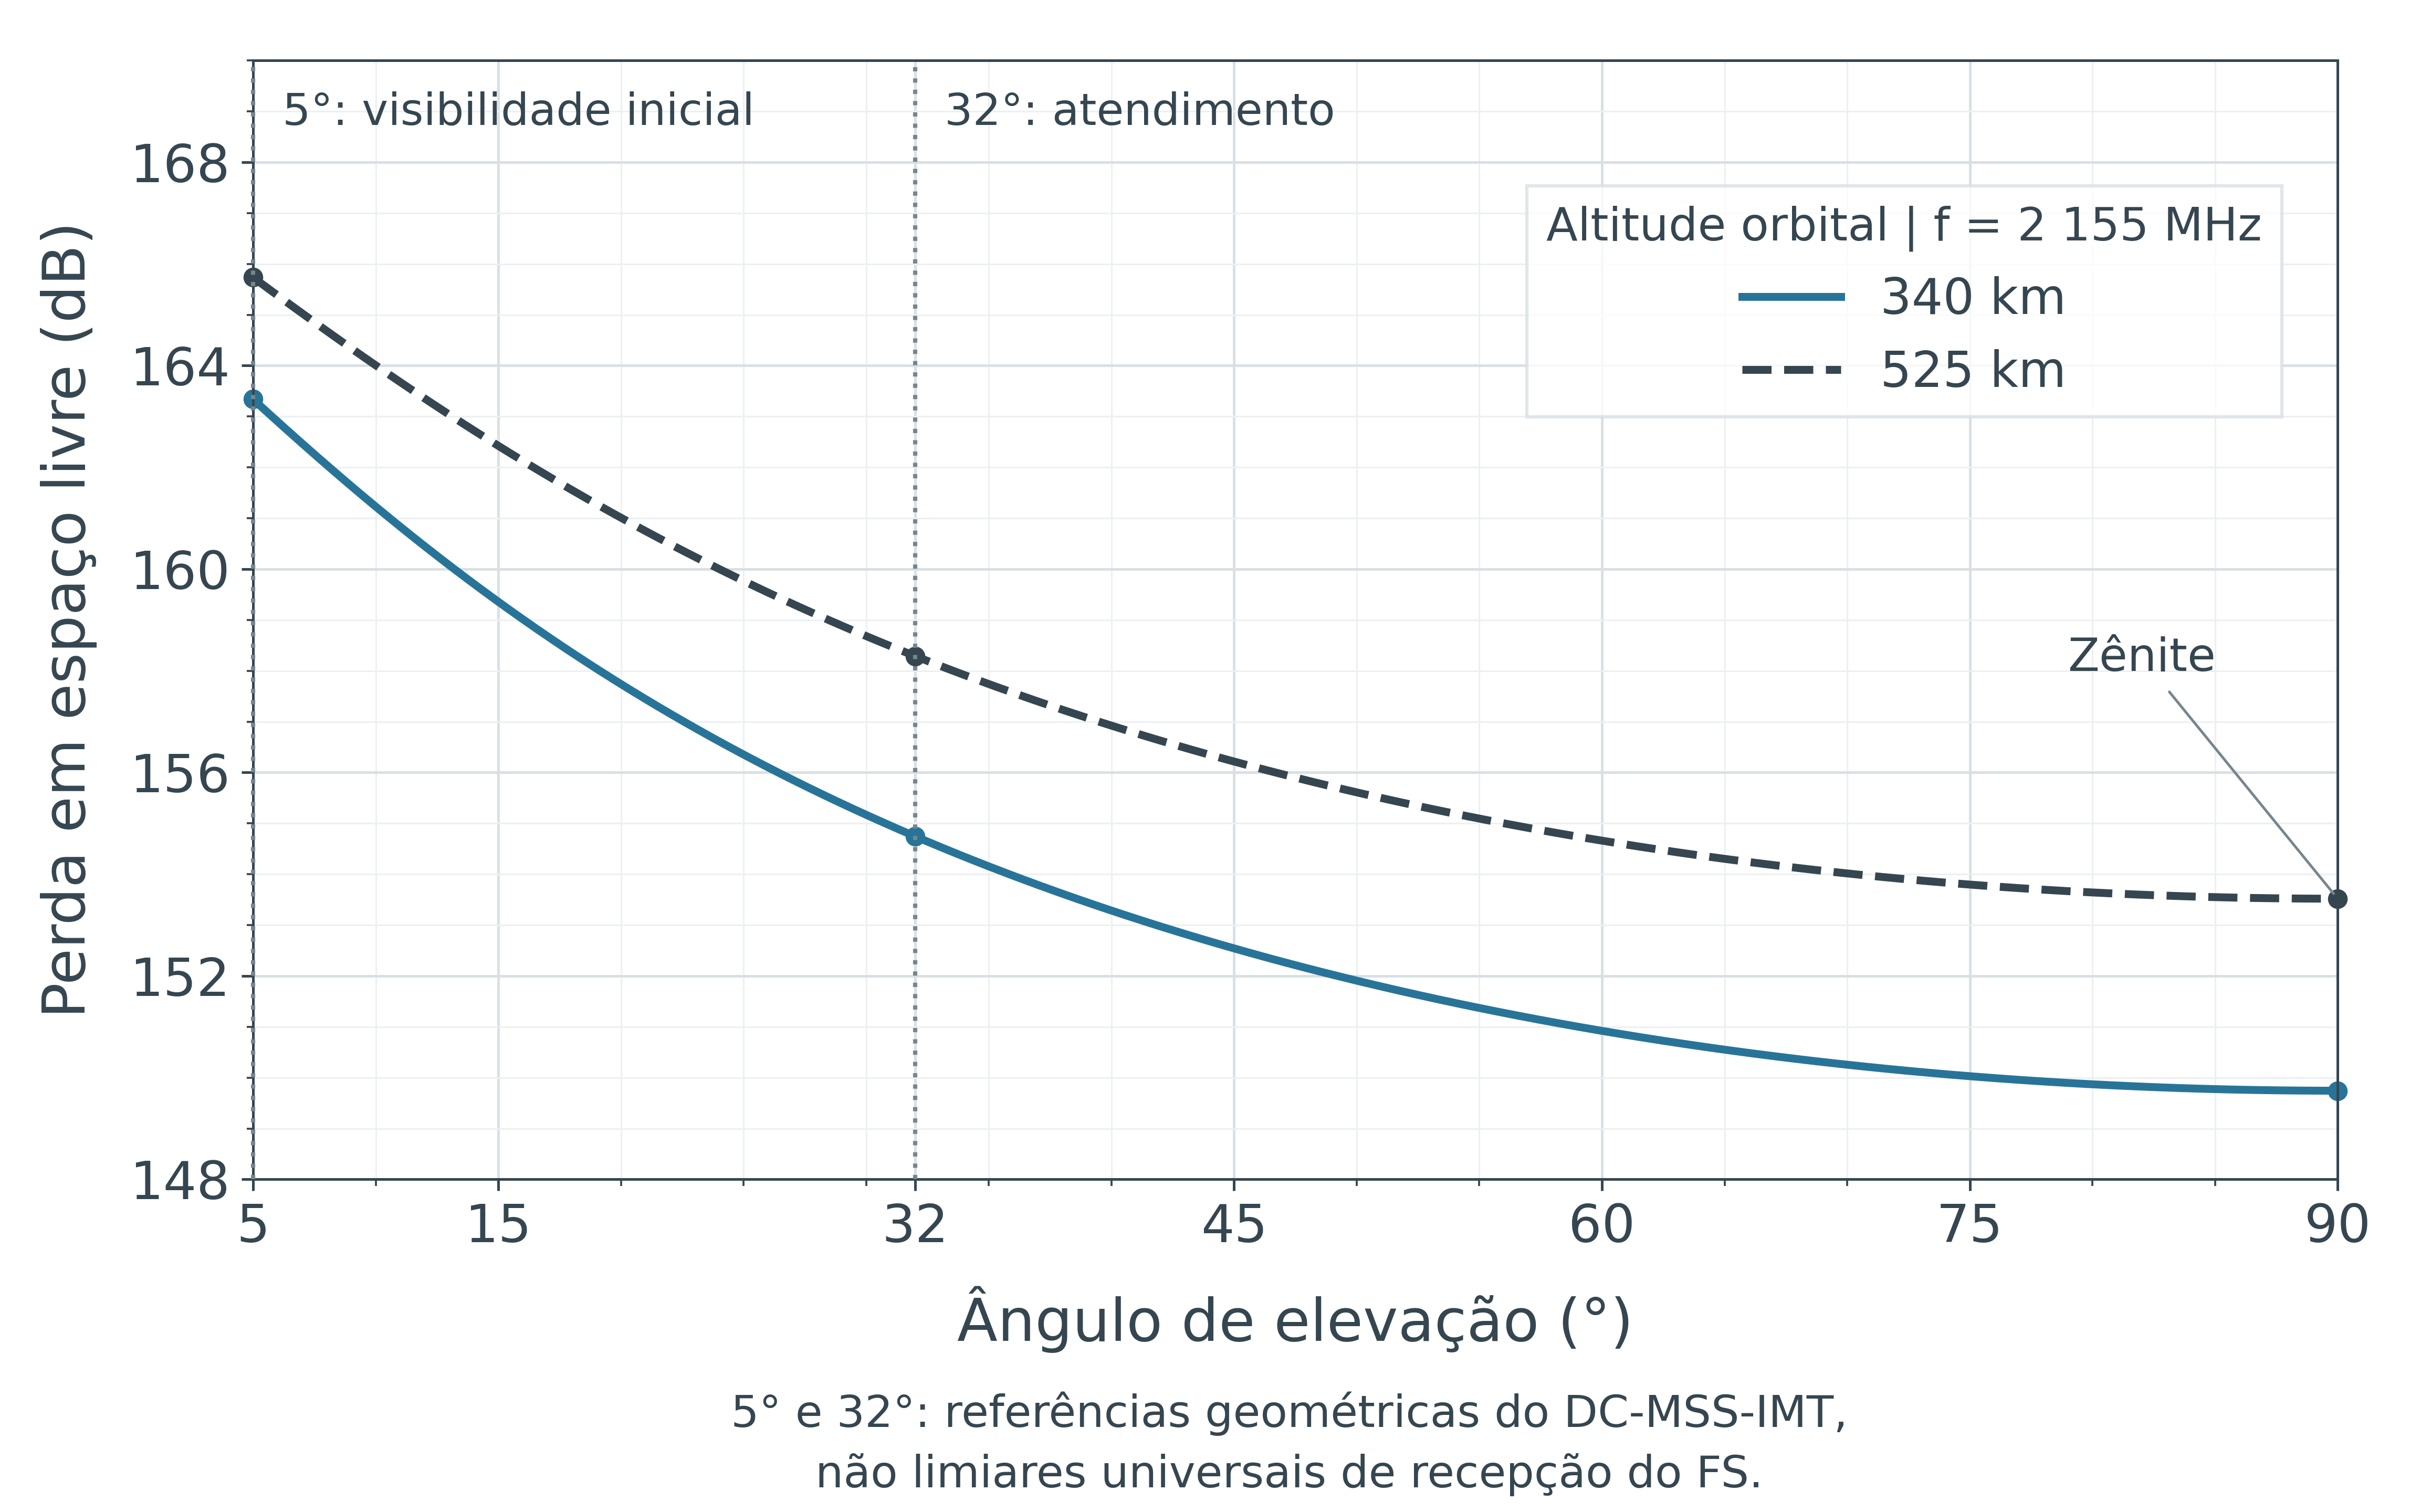 5°: visibilidade inicial
32°: atendimento
Altitude orbital | f = 2 155 MHz
340 km
525 km
Zênite
Perda em espaço livre (dB)
168
164
160
156
152
148
5
15
32
45
60
75
90
Ângulo de elevação (°)
5° e 32°: referências geométricas do DC-MSS-IMT,
não limiares universais de recepção do FS.